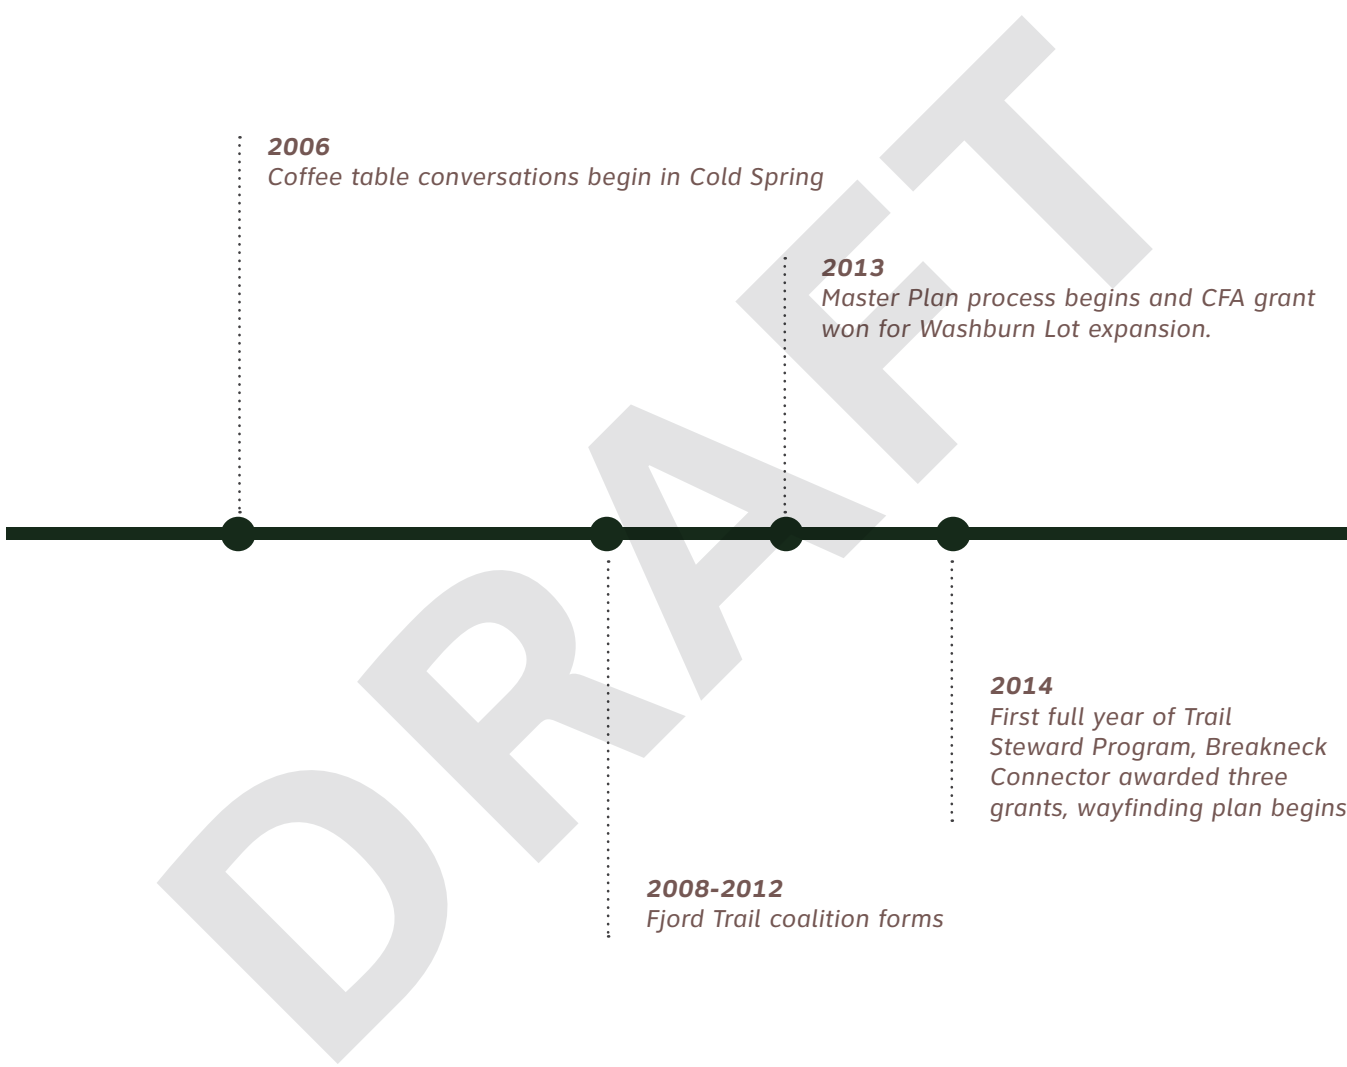 2006
Coffee table conversations begin in Cold Spring
2013
Master Plan process begins and CFA grant
won for Washburn Lot expansion.
2014
First full year of Trail
Steward Program, Breakneck
Connector awarded three
grants, wayfinding plan begins
2008-2012
Fjord Trail coalition forms
DRAFT